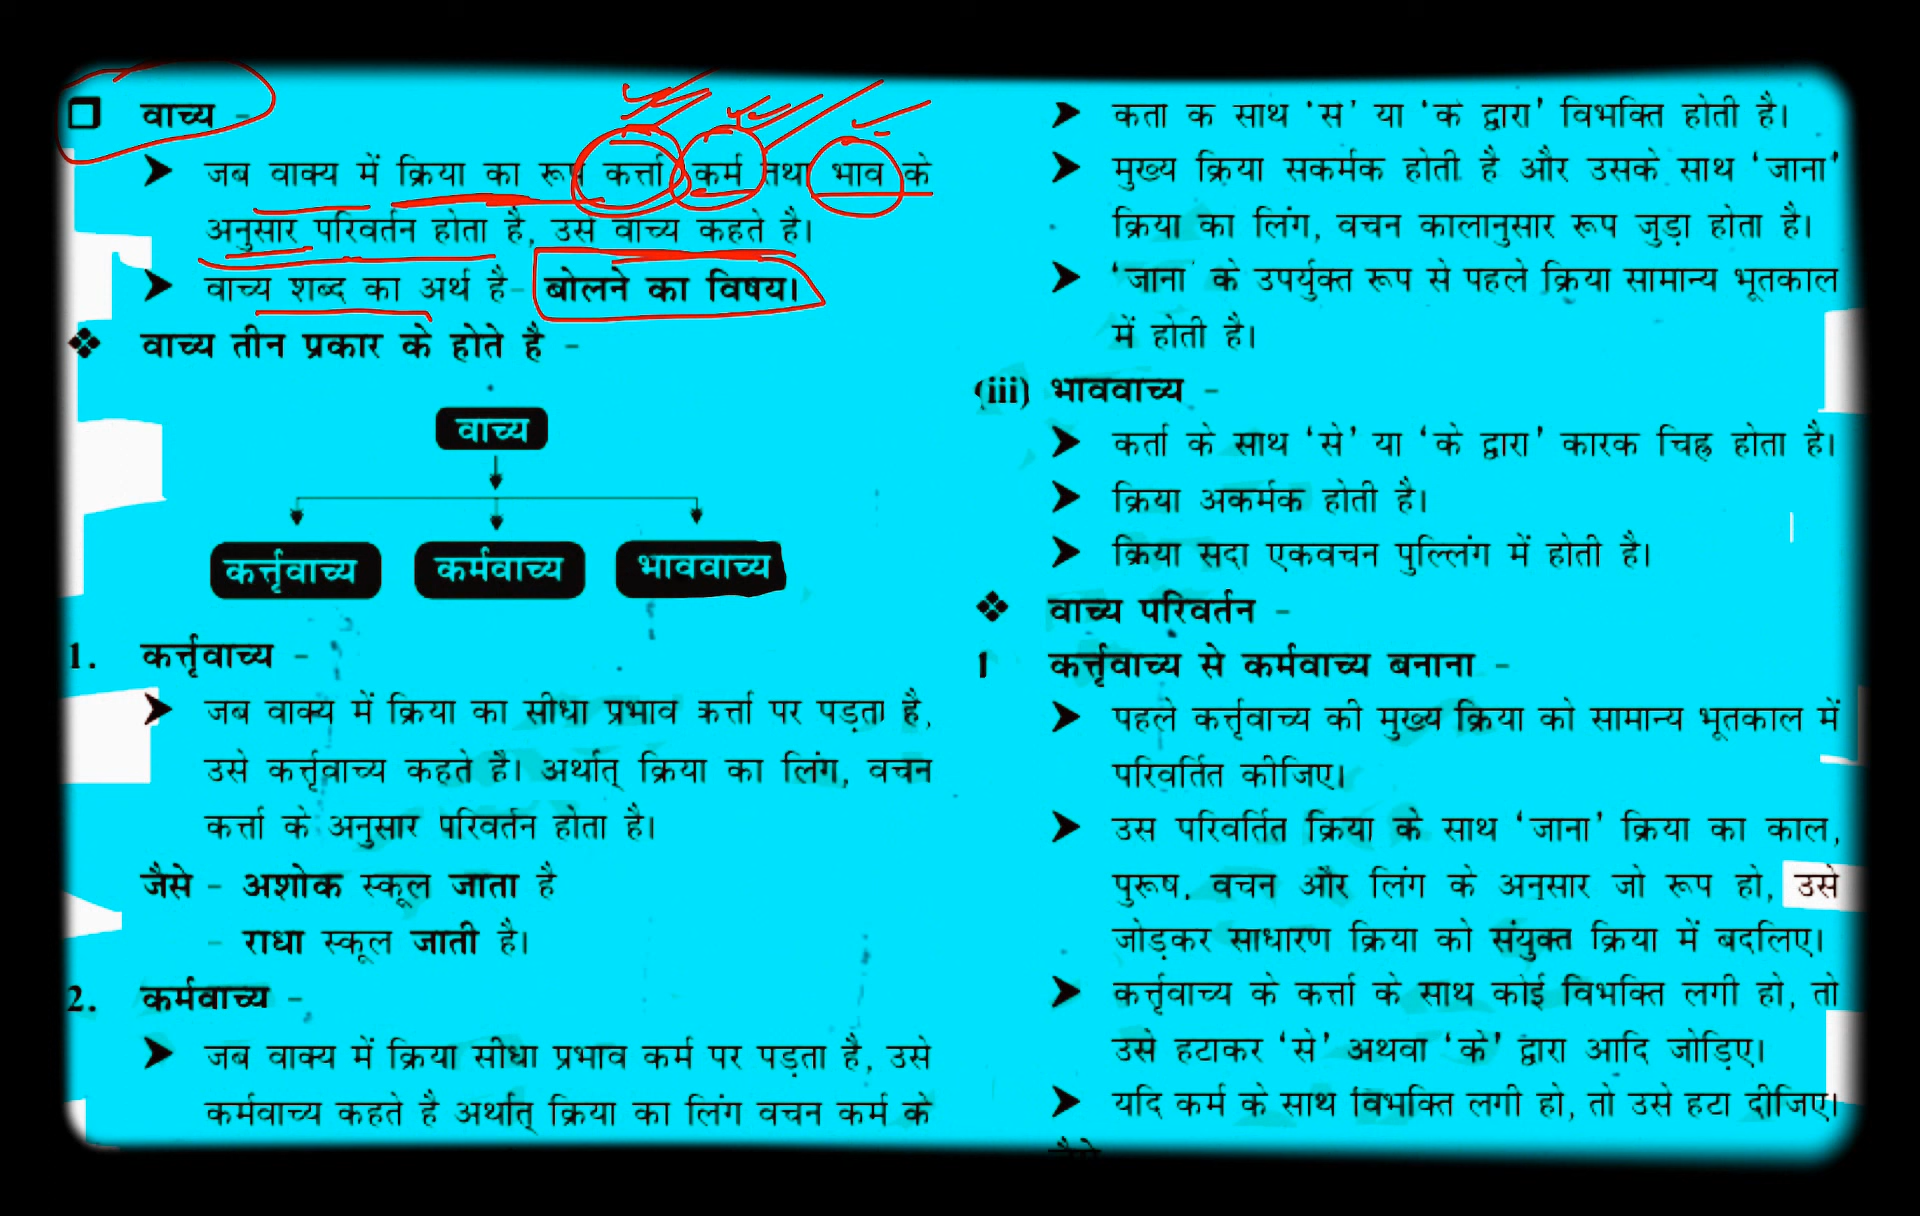 वाच्य -
जब वाक्य में क्रिया का रूप कर्त्ता कर्म तथा भाव के
अनुसार परिवर्तन होता है, उसे वाच्य कहते है।
वाच्य शब्द का अर्थ है- बोलने का विषय।
वाच्य तीन प्रकार के होते है -
वाच्य
कर्त्तृवाच्य कर्मवाच्य भाववाच्य
1. कर्त्तृवाच्य -
जब वाक्य में क्रिया का सीधा प्रभाव कर्त्ता पर पड़ता है,
उसे कर्त्तृवाच्य कहते है। अर्थात् क्रिया का लिंग, वचन
कर्त्ता के अनुसार परिवर्तन होता है।
जैसे - अशोक स्कूल जाता है
- राधा स्कूल जाती है।
2. कर्मवाच्य -
जब वाक्य में क्रिया सीधा प्रभाव कर्म पर पड़ता है, उसे
कर्मवाच्य कहते है अर्थात् क्रिया का लिंग वचन कर्म के
कता क साथ 'स' या 'क द्वारा' विभक्ति होती है।
मुख्य क्रिया सकर्मक होती है और उसके साथ 'जाना'
क्रिया का लिंग, वचन कालानुसार रूप जुड़ा होता है।
'जाना' के उपर्युक्त रूप से पहले क्रिया सामान्य भूतकाल
में होती है।
(iii) भाववाच्य -
कर्ता के साथ 'से' या 'के द्वारा' कारक चिह्न होता है।
क्रिया अकर्मक होती है।
क्रिया सदा एकवचन पुल्लिंग में होती है।
वाच्य परिवर्तन -
1 कर्त्तृवाच्य से कर्मवाच्य बनाना -
पहले कर्त्तृवाच्य की मुख्य क्रिया को सामान्य भूतकाल में
परिवर्तित कीजिए।
उस परिवर्तित क्रिया के साथ 'जाना' क्रिया का काल,
पुरूष, वचन और लिंग के अनुसार जो रूप हो, उसे
जोड़कर साधारण क्रिया को संयुक्त क्रिया में बदलिए।
कर्त्तृवाच्य के कर्त्ता के साथ कोई विभक्ति लगी हो, तो
उसे हटाकर 'से' अथवा 'के' द्वारा आदि जोड़िए।
यदि कर्म के साथ विभक्ति लगी हो, तो उसे हटा दीजिए।